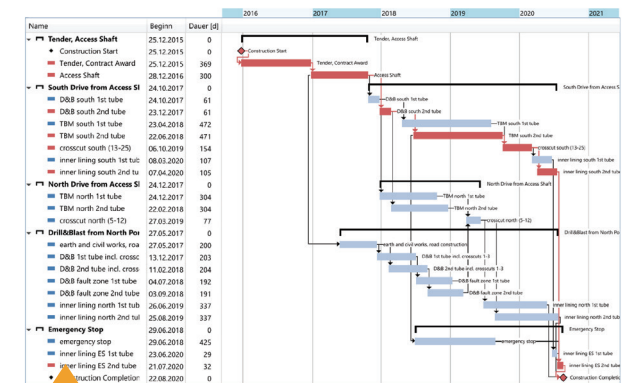 2016 2017 2018 2019 2020 2021
Name Beginn Dauer [d]
Tender, Access Shaft 25.12.2015 0 Tender, Access Shaft
Construction Start 25.12.2015 0 Construction Start
Tender, Contract Award 25.12.2015 369 Tender, Contract Award
Access Shaft 28.12.2016 300 Access Shaft
South Drive from Access Sl 24.10.2017 0 South Drive from Access S
D&B south 1st tube 24.10.2017 61 D&B south 1st tube
D&B south 2nd tube 23.12.2017 61 D&B south 2nd tube
TBM south 1st tube 23.04.2018 472 TBM south 1st tube
TBM south 2nd tube 22.06.2018 471 TBM south 2nd tube
crosscut south (13-25) 06.10.2019 154 crosscut south (13-25)
inner lining south 1st tub 08.03.2020 107 inner lining south 1st tube
inner lining south 2nd tu 07.04.2020 105 inner lining south 2nd tub
North Drive from Access Sl 24.12.2017 0 North Drive from Access Shaft
TBM north 1st tube 24.12.2017 304 TBM north 1st tube
TBM north 2nd tube 22.02.2018 304 TBM north 2nd tube
crosscut north (5-12) 27.03.2019 77 crosscut north (5-12)
Drill&Blast from North Por 27.05.2017 0 Drill&Blast from North Po
earth and civil works, roa 27.05.2017 200 earth and civil works, road construction
D&B 1st tube incl. crossc 13.12.2017 203 D&B 1st tube incl. crosscuts 1-3
D&B 2nd tube incl. cross 11.02.2018 204 D&B 2nd tube incl. crosscuts 1-3
D&B fault zone 1st tube 04.07.2018 192 D&B fault zone 1st tube
D&B fault zone 2nd tube 03.09.2018 191 D&B fault zone 2nd tube
inner lining north 1st tub 26.06.2019 337 inner lining north 1st tube
inner lining north 2nd tul 25.08.2019 337 inner lining north 2nd tub
Emergency Stop 29.06.2018 0 Emergency Stop
emergency stop 29.06.2018 425 emergency stop
inner lining ES 1st tube 23.06.2020 29 inner lining ES 1st tube
inner lining ES 2nd tube 21.07.2020 32 inner lining ES 2nd tub
Construction Completion 22.08.2020 0 Construction Completic